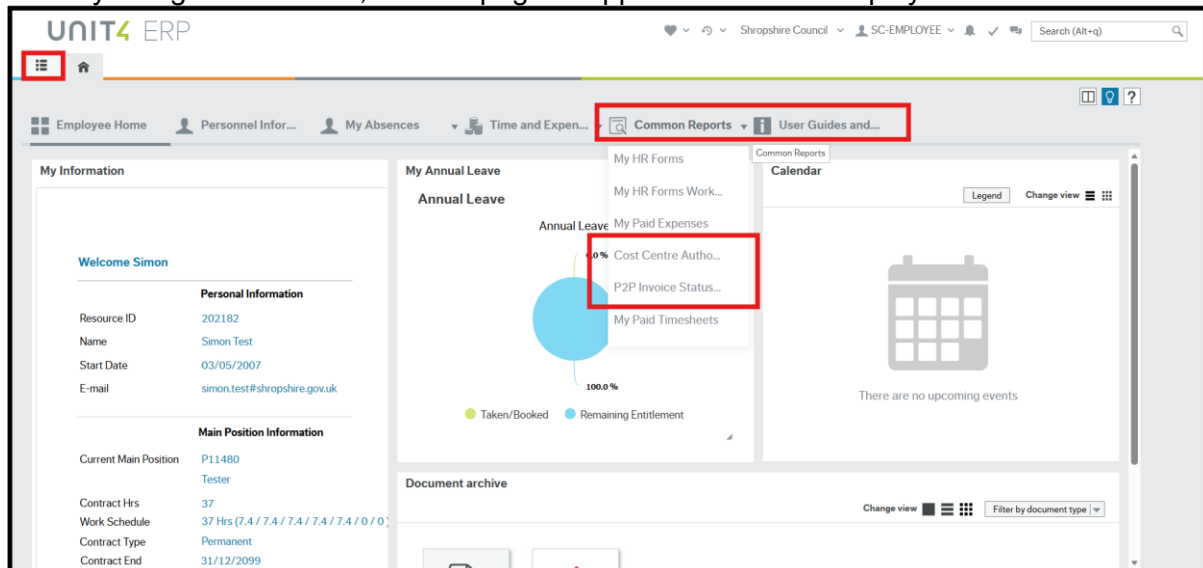 UNIT4 ERP
Shropshire Council
SC-EMPLOYEE
Search (Alt+q)
?
Employee Home
Personnel Infor...
My Absences
Time and Expen...
Common Reports
User Guides and...
Common Reports
My HR Forms
My HR Forms Work...
My Paid Expenses
Cost Centre Autho...
P2P Invoice Status...
My Paid Timesheets
My Information
Welcome Simon
Personal Information
Resource ID 202182
Name Simon Test
Start Date 03/05/2007
E-mail simon.test#shropshire.gov.uk
Main Position Information
Current Main Position P11480
Tester
Contract Hrs 37
Work Schedule 37 Hrs (7.4 / 7.4 / 7.4 / 7.4 / 7.4 / 0 / 0 )
Contract Type Permanent
Contract End 31/12/2099
My Annual Leave
Annual Leave
Annual Leave
100.0 %
Taken/Booked Remaining Entitlement
Calendar
Legend Change view
There are no upcoming events
Document archive
Change view Filter by document type